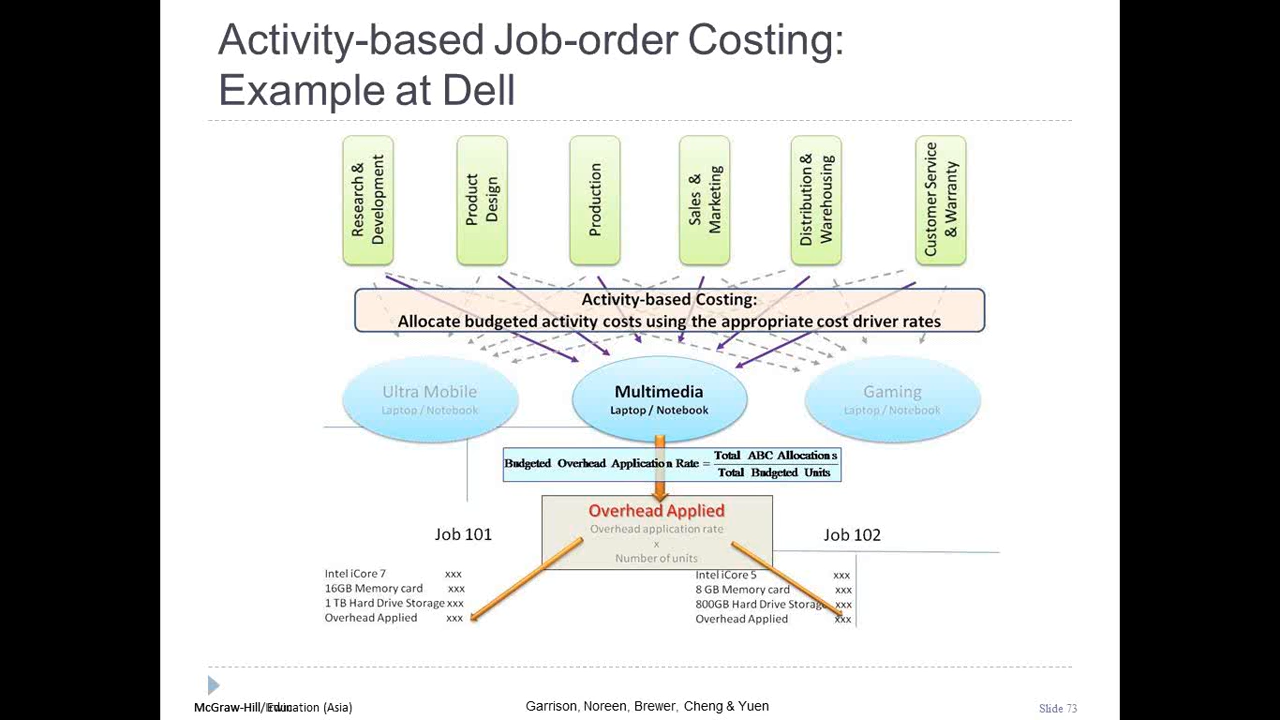 Activity-based Job-order Costing:
Example at Dell
Research &
Development
Product
Design
Production
Sales &
Marketing
Distribution &
Warehousing
Customer Service
& Warranty
Activity-based Costing:
Allocate budgeted activity costs using the appropriate cost driver rates
Ultra Mobile
Laptop / Notebook
Multimedia
Laptop / Notebook
Gaming
Laptop / Notebook
Budgeted Overhead Application Rate = Total ABC Allocations
Total Budgeted Units
Overhead Applied
Overhead application rate
x
Number of units
Job 101
Intel iCore 7 xxx
16GB Memory card xxx
1 TB Hard Drive Storage xxx
Overhead Applied xxx
Job 102
Intel iCore 5 xxx
8 GB Memory card xxx
800GB Hard Drive Storage xxx
Overhead Applied xxx
McGraw-Hill/ (Asia)
Garrison, Noreen, Brewer, Cheng & Yuen
Slide 73